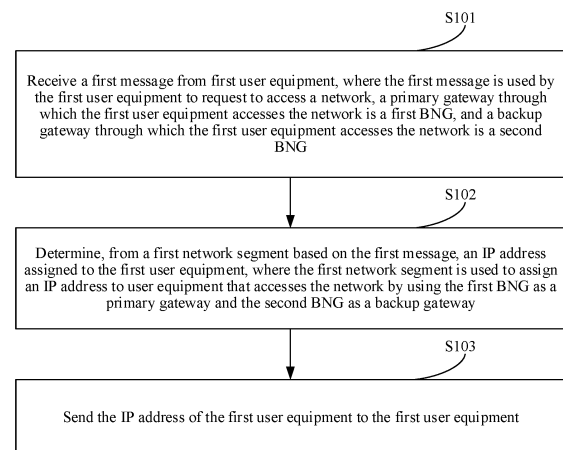 S101
Receive a first message from first user equipment, where the first message is used by
the first user equipment to request to access a network, a primary gateway through
which the first user equipment accesses the network is a first BNG, and a backup
gateway through which the first user equipment accesses the network is a second
BNG
S102
Determine, from a first network segment based on the first message, an IP address
assigned to the first user equipment, where the first network segment is used to assign
an IP address to user equipment that accesses the network by using the first BNG as a
primary gateway and the second BNG as a backup gateway
S103
Send the IP address of the first user equipment to the first user equipment